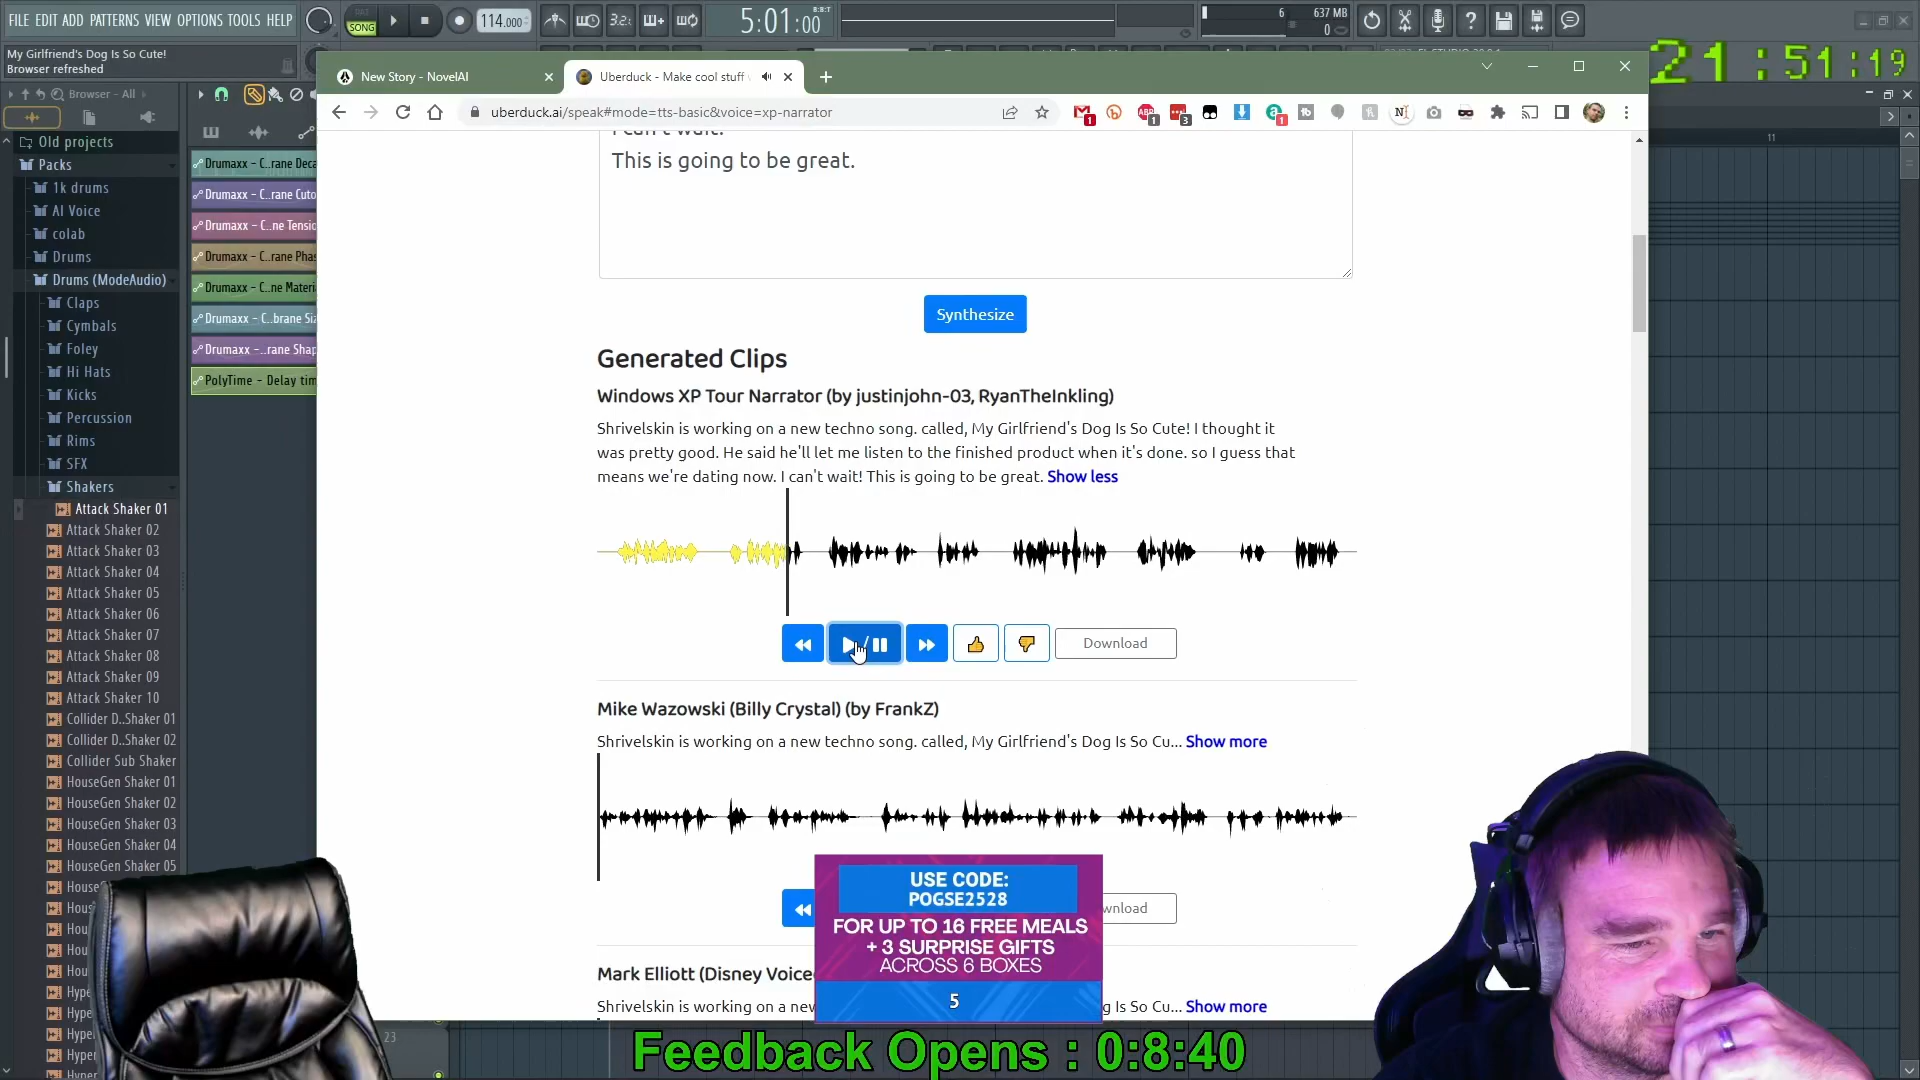 FILE EDIT ADD PATTERNS VIEW OPTIONS TOOLS HELP
PAT
SONG
114.000
3.2.
5:01:00
B:S:T
6
637 MB
0
My Girlfriend's Dog Is So Cute!
Browser refreshed
21:51:19
New Story - NovelAI
Uberduck - Make cool stuff
uberduck.ai/speak#mode=tts-basic&voice=xp-narrator
Browser - All
Old projects
Packs
1k drums
AI Voice
colab
Drums
Drums (ModeAudio)
Claps
Cymbals
Foley
Hi Hats
Kicks
Percussion
Rims
SFX
Shakers
Attack Shaker 01
Attack Shaker 02
Attack Shaker 03
Attack Shaker 04
Attack Shaker 05
Attack Shaker 06
Attack Shaker 07
Attack Shaker 08
Attack Shaker 09
Attack Shaker 10
Collider D..Shaker 01
Collider D..Shaker 02
Collider Sub Shaker
HouseGen Shaker 01
HouseGen Shaker 02
HouseGen Shaker 03
HouseGen Shaker 04
HouseGen Shaker 05
Drumaxx - C..rane Deca
Drumaxx - C..rane Cuto
Drumaxx - C..ne Tensio
Drumaxx - C..rane Phas
Drumaxx - C..ne Materi
Drumaxx - C..brane Siz
Drumaxx -..rane Shap
PolyTime - Delay tim
11
23
I can't wait.
This is going to be great.
Synthesize
Generated Clips
Windows XP Tour Narrator (by justinjohn-03, RyanTheInkling)
Shrivelskin is working on a new techno song. called, My Girlfriend's Dog Is So Cute! I thought it
was pretty good. He said he'll let me listen to the finished product when it's done. so I guess that
means we're dating now. I can't wait! This is going to be great. Show less
Download
Mike Wazowski (Billy Crystal) (by FrankZ)
Shrivelskin is working on a new techno song. called, My Girlfriend's Dog Is So Cu... Show more
wnload
Mark Elliott (Disney Voice
Shrivelskin is working on a new
g Is So Cu... Show more
USE CODE:
POGSE2528
FOR UP TO 16 FREE MEALS
+ 3 SURPRISE GIFTS
ACROSS 6 BOXES
5
Feedback Opens : 0:8:40